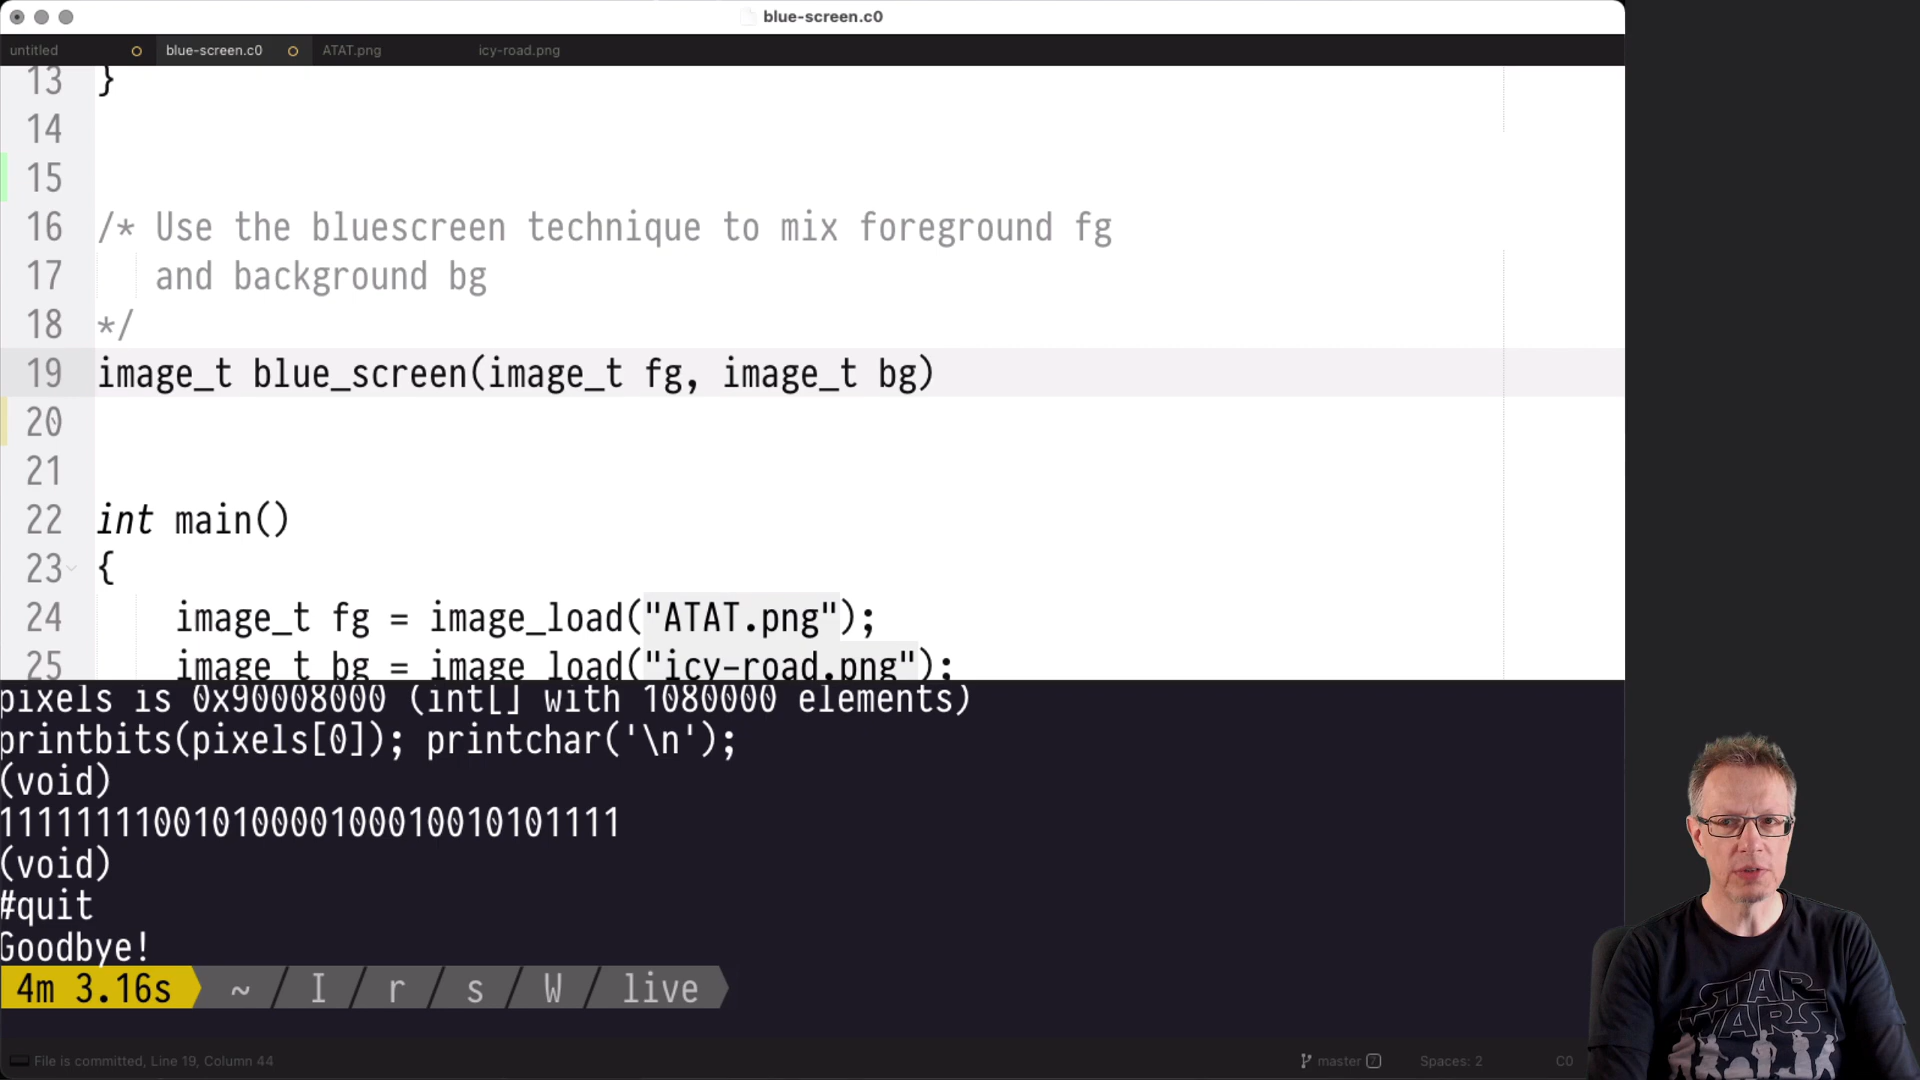 blue-screen.c0
untitled blue-screen.c0 ATAT.png icy-road.png
13 }
14
15
16 /* Use the bluescreen technique to mix foreground fg
17 and background bg
18 */
19 image_t blue_screen(image_t fg, image_t bg)
20
21
22 int main()
23 {
24 image_t fg = image_load("ATAT.png");
25 image_t bg = image_load("icy-road.png");
pixels is 0x90008000 (int[] with 1080000 elements)
printbits(pixels[0]); printchar('\n');
(void)
11111111001010000100010010101111
(void)
#quit
Goodbye!
4m 3.16s ~ I r s W live
File is committed, Line 19, Column 44 master 7 Spaces: 2 C0
STAR
WARS